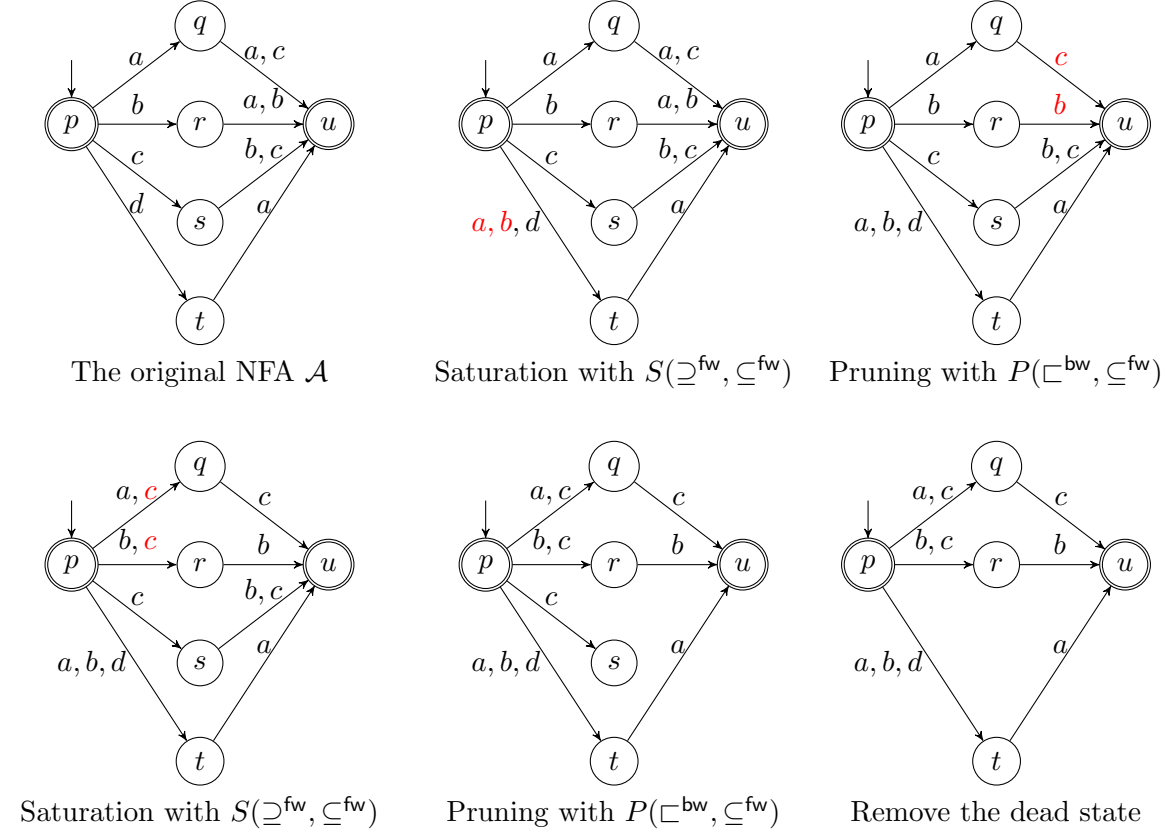 q q q
a a, c a a, c a c
p b r a, b u p b r a, b u p b r b u
c b, c c b, c c b, c
d s a a, b, d s a a, b, d s a
t t t
The original NFA 𝒜 Saturation with S(⊇^fw, ⊆^fw) Pruning with P(⊏^bw, ⊆^fw)
q q q
a, c c a, c c a, c c
p b, c r b u p b, c r b u p b, c r b u
c b, c c
a, b, d s a a, b, d s a a, b, d a
t t t
Saturation with S(⊇^fw, ⊆^fw) Pruning with P(⊏^bw, ⊆^fw) Remove the dead state